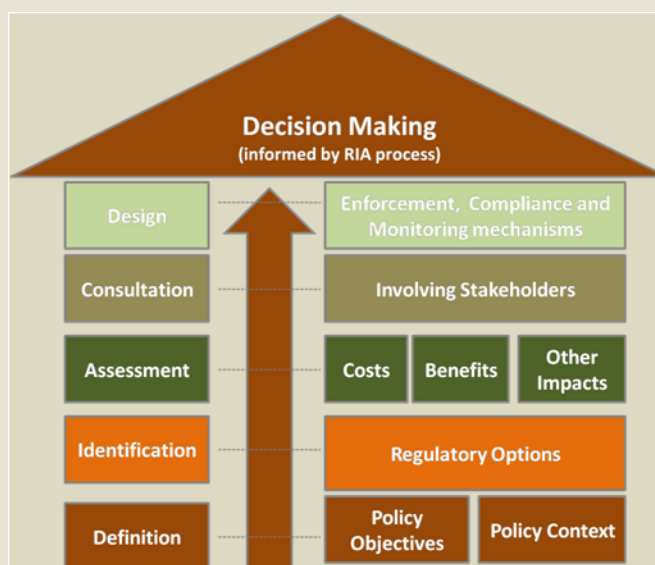 Decision Making
(informed by RIA process)
Design
Enforcement, Compliance and
Monitoring mechanisms
Consultation
Involving Stakeholders
Assessment
Costs
Benefits
Other
Impacts
Identification
Regulatory Options
Definition
Policy
Objectives
Policy Context